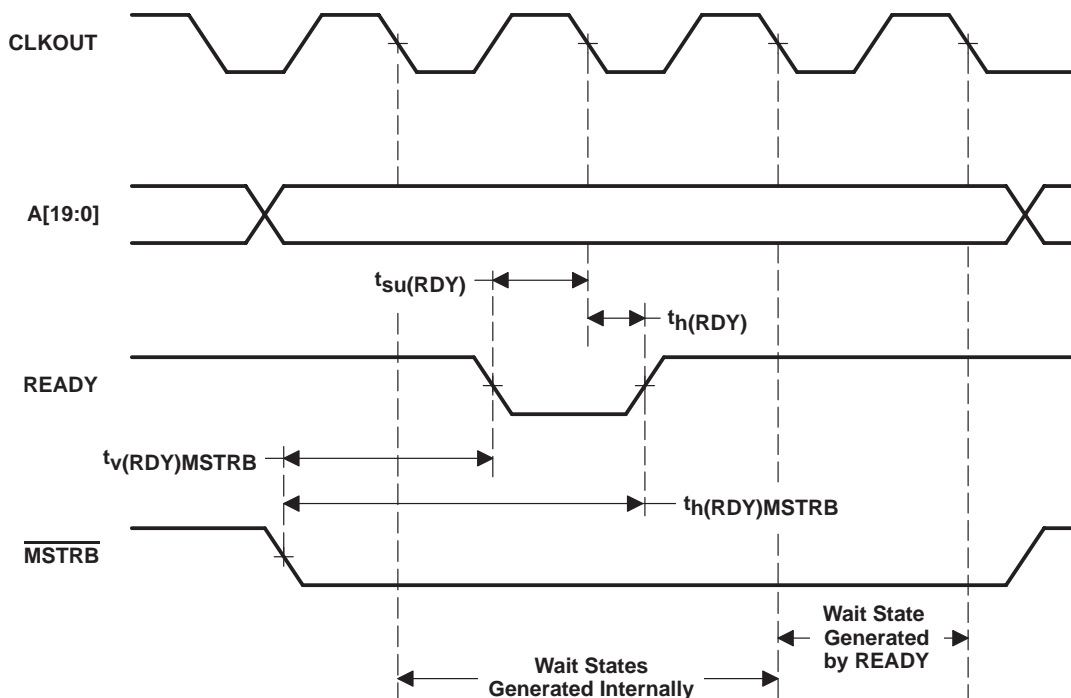 CLKOUT
A[19:0]
tsu(RDY)
th(RDY)
READY
tv(RDY)MSTRB
th(RDY)MSTRB
MSTRB
Wait State
Generated
by READY
Wait States
Generated Internally